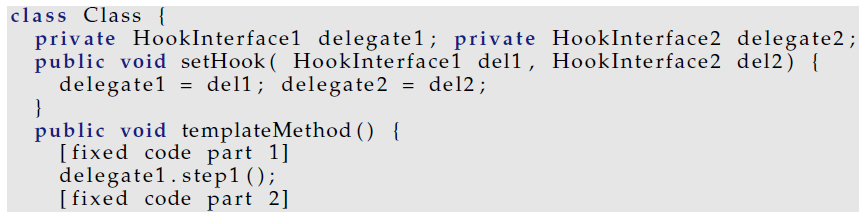 class Class {
private HookInterface1 delegate1; private HookInterface2 delegate2;
public void setHook( HookInterface1 del1, HookInterface2 del2) {
delegate1 = del1; delegate2 = del2;
}
public void templateMethod() {
[fixed code part 1]
delegate1.step1();
[fixed code part 2]